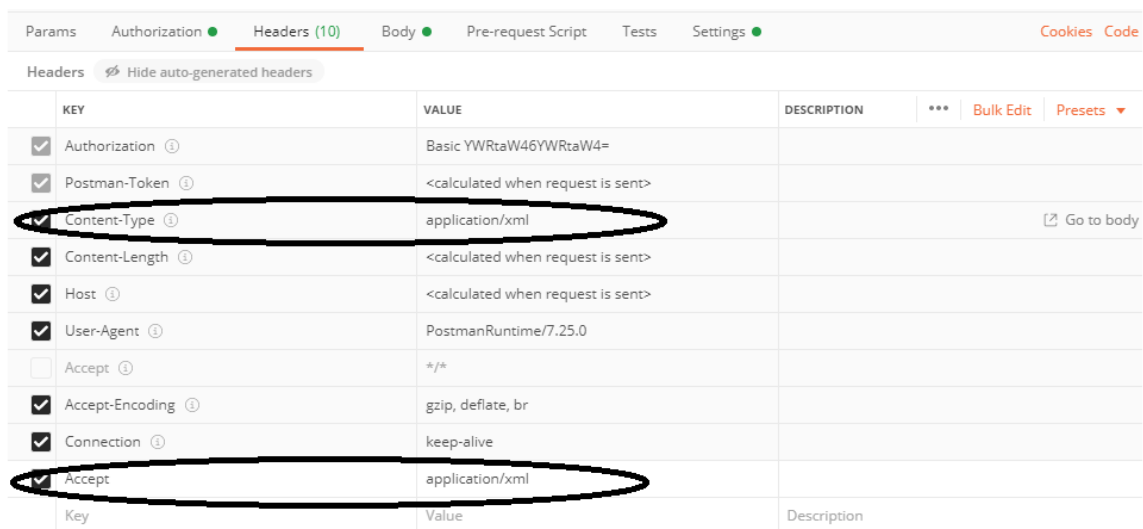 Params Authorization Headers (10) Body Pre-request Script Tests Settings Cookies Code
Headers Hide auto-generated headers
KEY VALUE DESCRIPTION ••• Bulk Edit Presets
Authorization Basic YWRtaW46YWRtaW4=
Postman-Token <calculated when request is sent>
Content-Type application/xml Go to body
Content-Length <calculated when request is sent>
Host <calculated when request is sent>
User-Agent PostmanRuntime/7.25.0
Accept */*
Accept-Encoding gzip, deflate, br
Connection keep-alive
Accept application/xml
Key Value Description